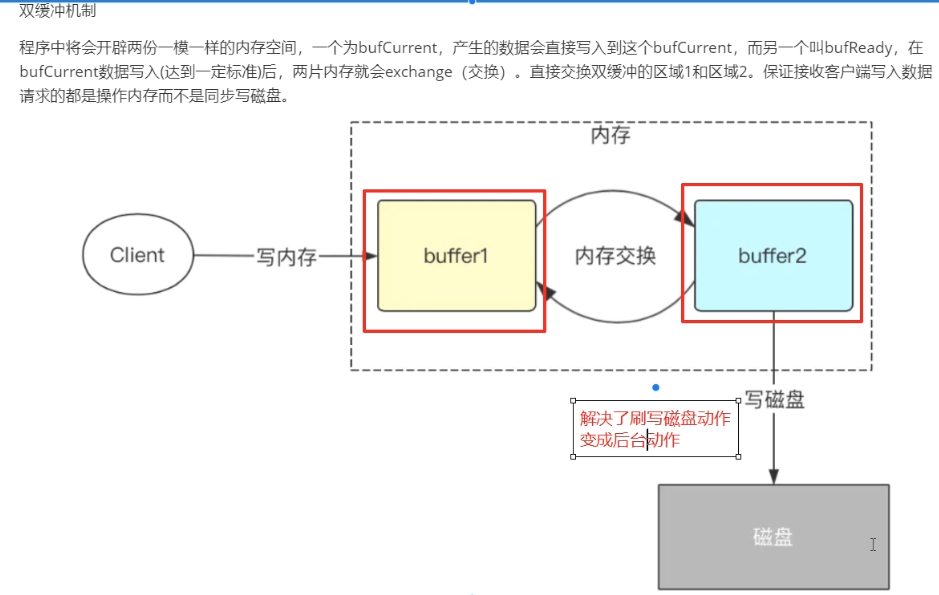 双缓冲机制
程序中将会开辟两份一模一样的内存空间，一个为bufCurrent，产生的数据会直接写入到这个bufCurrent，而另一个叫bufReady，在
bufCurrent数据写入(达到一定标准)后，两片内存就会exchange（交换）。直接交换双缓冲的区域1和区域2。保证接收客户端写入数据
请求的都是操作内存而不是同步写磁盘。
内存
Client
写内存
buffer1
内存交换
buffer2
写磁盘
解决了刷写磁盘动作
变成后台动作
磁盘